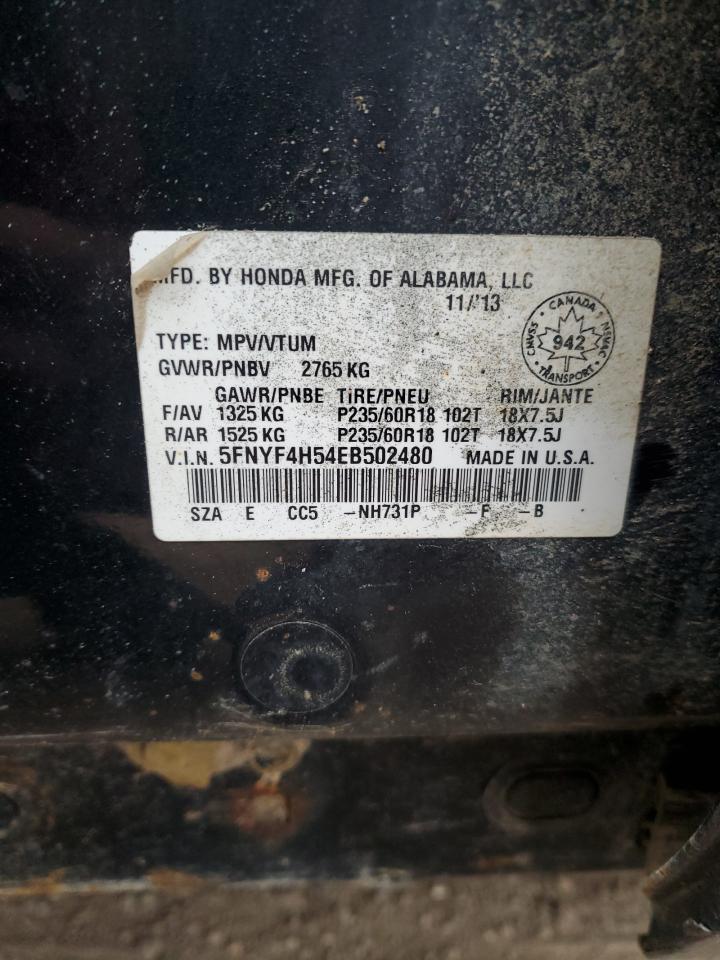 MFD. BY HONDA MFG. OF ALABAMA, LLC
11/'13
CANADA
CMVSS 942 NSVAC
TRANSPORT
TYPE: MPV/VTUM
GVWR/PNBV 2765 KG
GAWR/PNBE TIRE/PNEU RIM/JANTE
F/AV 1325 KG P235/60R18 102T 18X7.5J
R/AR 1525 KG P235/60R18 102T 18X7.5J
V.I.N. 5FNYF4H54EB502480 MADE IN U.S.A.
SZA E CC5 -NH731P -F -B